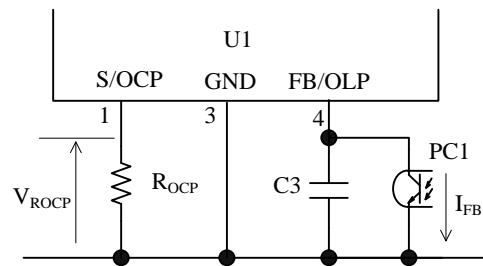 U1
S/OCP GND FB/OLP
1 3 4
PC1
C3
R_OCP
V_ROCP
I_FB